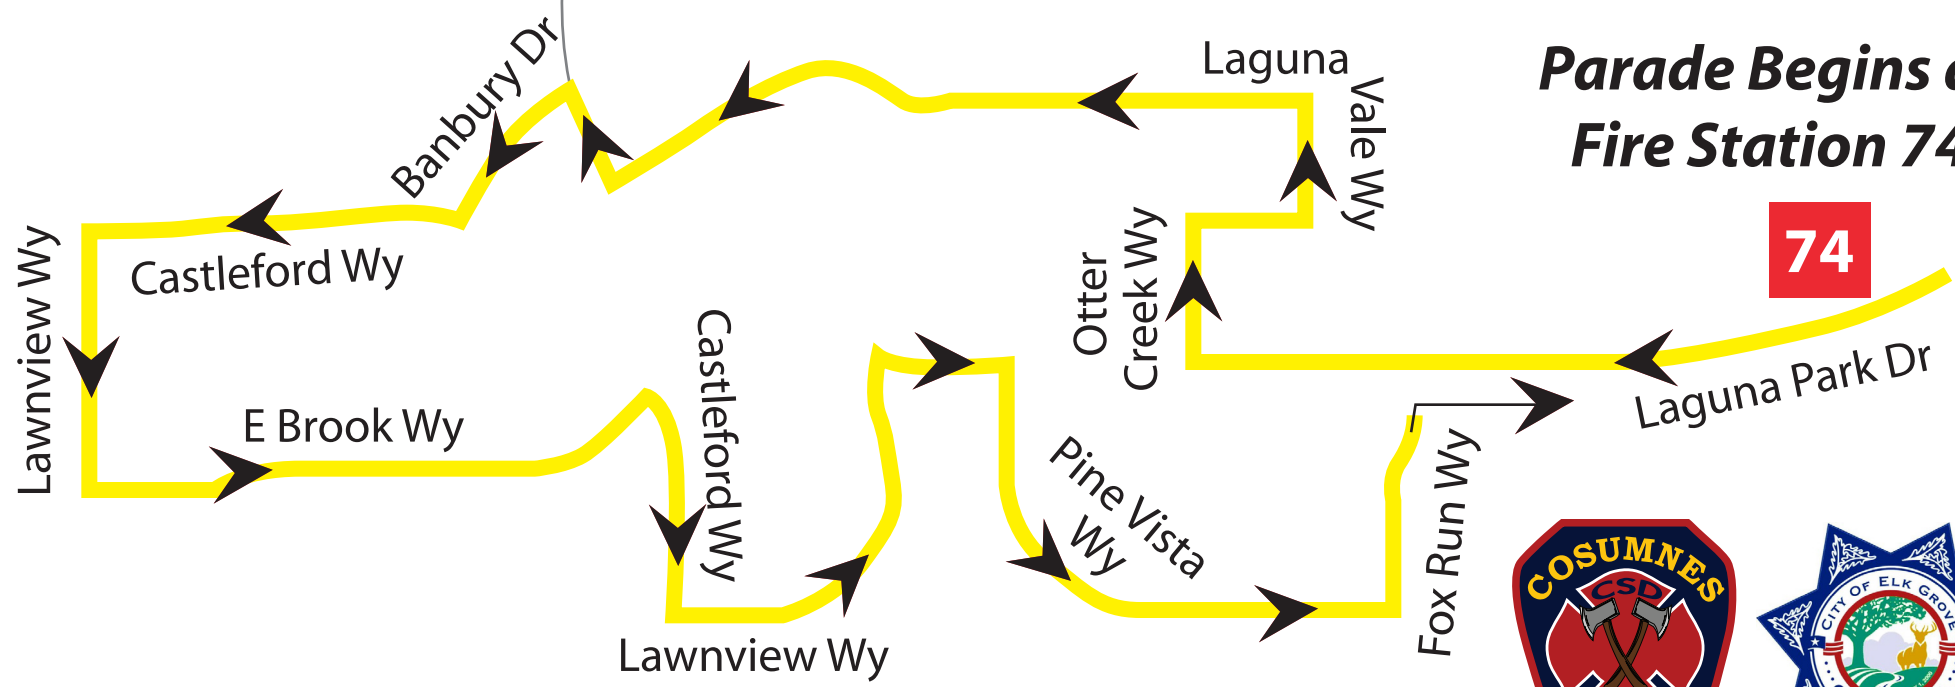 Banbury Dr
Laguna
Vale Wy
Parade Begins
Fire Station 74
74
Otter
Creek Wy
Lawnview Wy
Castleford Wy
Castleford Wy
Laguna Park Dr
E Brook Wy
Pine Vista
Wy
Fox Run Wy
Lawnview Wy
COSUMNES
CSD
CITY OF ELK GROVE